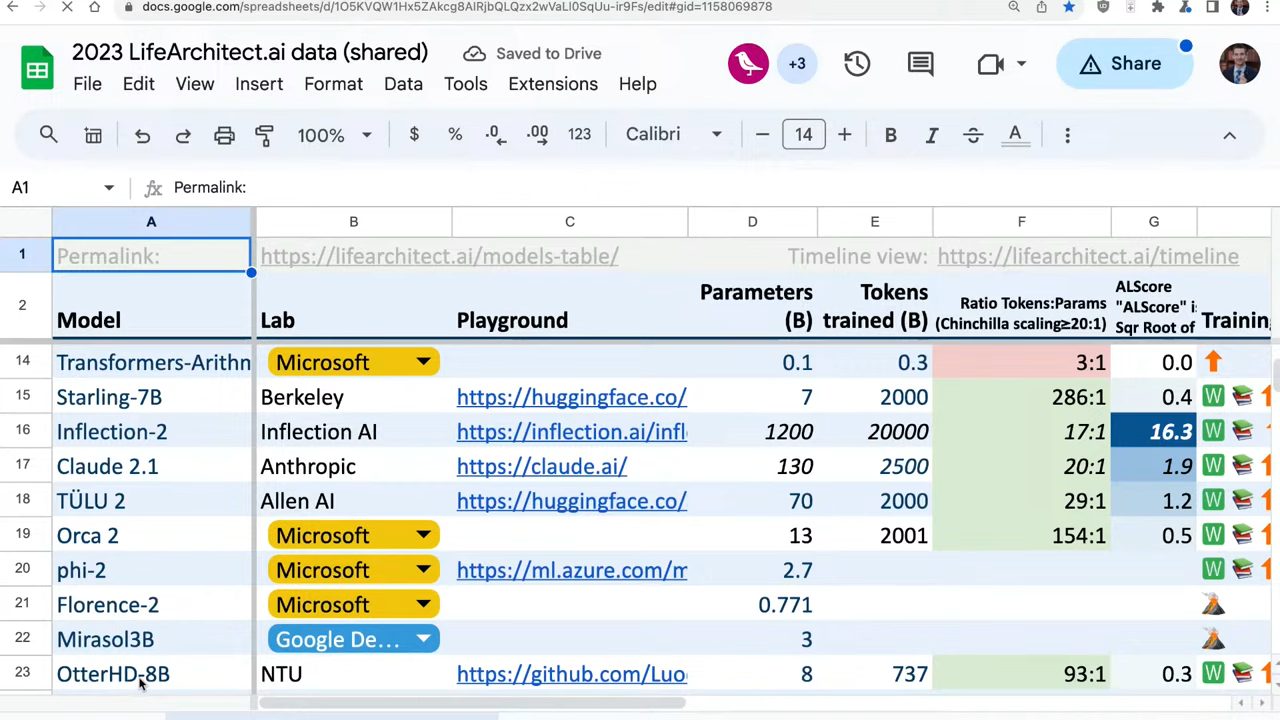 docs.google.com/spreadsheets/d/1O5KVQW1Hx5ZAkcg8AIRjbQLQzx2wVaLl0SqUu-ir9Fs/edit#gid=1158069878
2023 LifeArchitect.ai data (shared)
Saved to Drive
+3
Share
File Edit View Insert Format Data Tools Extensions Help
100% $ % .0 .00 123 Calibri 14 B I S A
A1 fx Permalink:
A B C D E F G
1 Permalink: https://lifearchitect.ai/models-table/ Timeline view: https://lifearchitect.ai/timeline
ALScore
Parameters Tokens Ratio Tokens:Params "ALScore" i
2 Model Lab Playground (B) trained (B) (Chinchilla scaling≥20:1) Sqr Root of Trainin
14 Transformers-Arithn Microsoft 0.1 0.3 3:1 0.0
15 Starling-7B Berkeley https://huggingface.co/ 7 2000 286:1 0.4 W
16 Inflection-2 Inflection AI https://inflection.ai/infl 1200 20000 17:1 16.3 W
17 Claude 2.1 Anthropic https://claude.ai/ 130 2500 20:1 1.9 W
18 TÜLU 2 Allen AI https://huggingface.co/ 70 2000 29:1 1.2 W
19 Orca 2 Microsoft 13 2001 154:1 0.5 W
20 phi-2 Microsoft https://ml.azure.com/m 2.7 W
21 Florence-2 Microsoft 0.771
22 Mirasol3B Google De... 3
23 OtterHD-8B NTU https://github.com/Luo 8 737 93:1 0.3 W